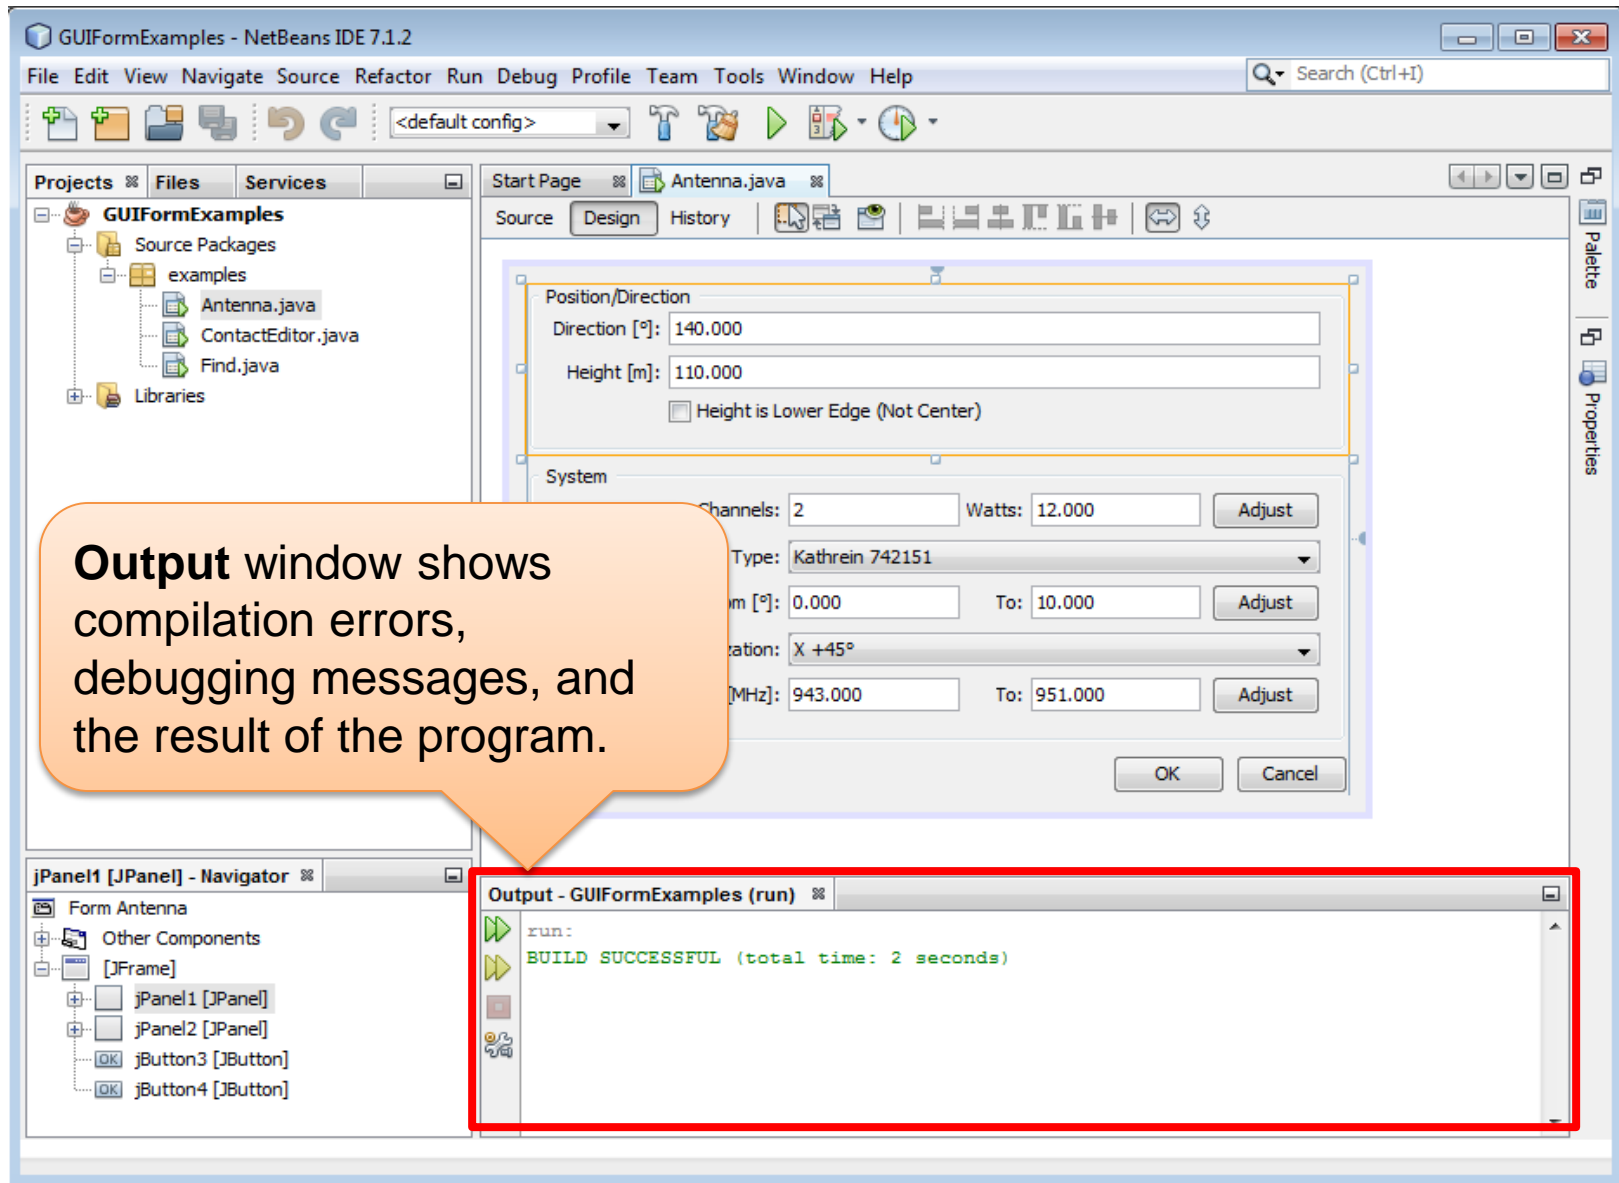 GUIFormExamples - NetBeans IDE 7.1.2
File Edit View Navigate Source Refactor Run Debug Profile Team Tools Window Help
Search (Ctrl+I)
<default config>
Projects Files Services
GUIFormExamples
Source Packages
examples
Antenna.java
ContactEditor.java
Find.java
Libraries
Start Page Antenna.java
Source Design History
Palette
Properties
Position/Direction
Direction [º]: 140.000
Height [m]: 110.000
Height is Lower Edge (Not Center)
System
Channels: 2 Watts: 12.000 Adjust
Type: Kathrein 742151
[º]: 0.000 To: 10.000 Adjust
X +45º
[MHz]: 943.000 To: 951.000 Adjust
OK Cancel
Output window shows
compilation errors,
debugging messages, and
the result of the program.
jPanel1 [JPanel] - Navigator
Form Antenna
Other Components
[JFrame]
jPanel1 [JPanel]
jPanel2 [JPanel]
OK jButton3 [JButton]
OK jButton4 [JButton]
Output - GUIFormExamples (run)
run:
BUILD SUCCESSFUL (total time: 2 seconds)